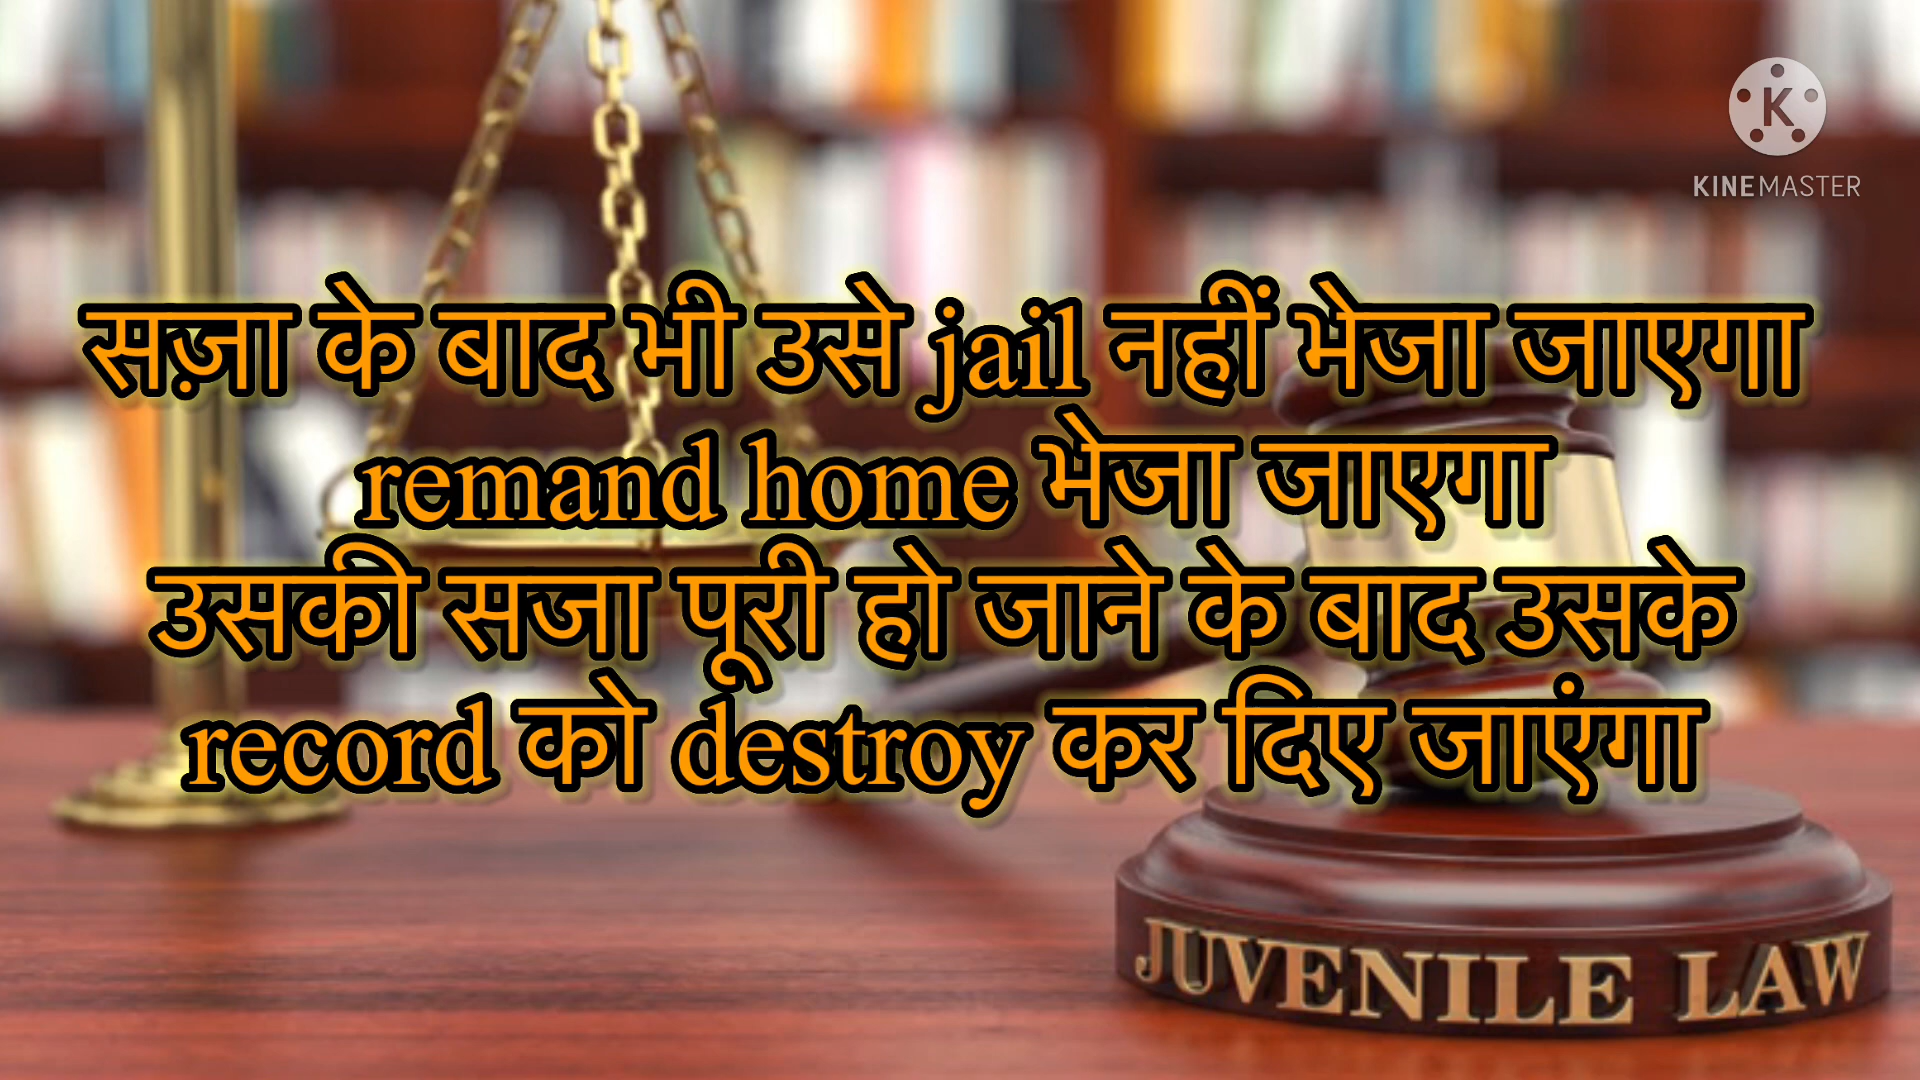 K
KINEMASTER
सज़ा के बाद भी उसे jail नहीं भेजा जाएगा
remand home भेजा जाएगा
उसकी सजा पूरी हो जाने के बाद उसके
record को destroy कर दिए जाएंगा
JUVENILE LAW